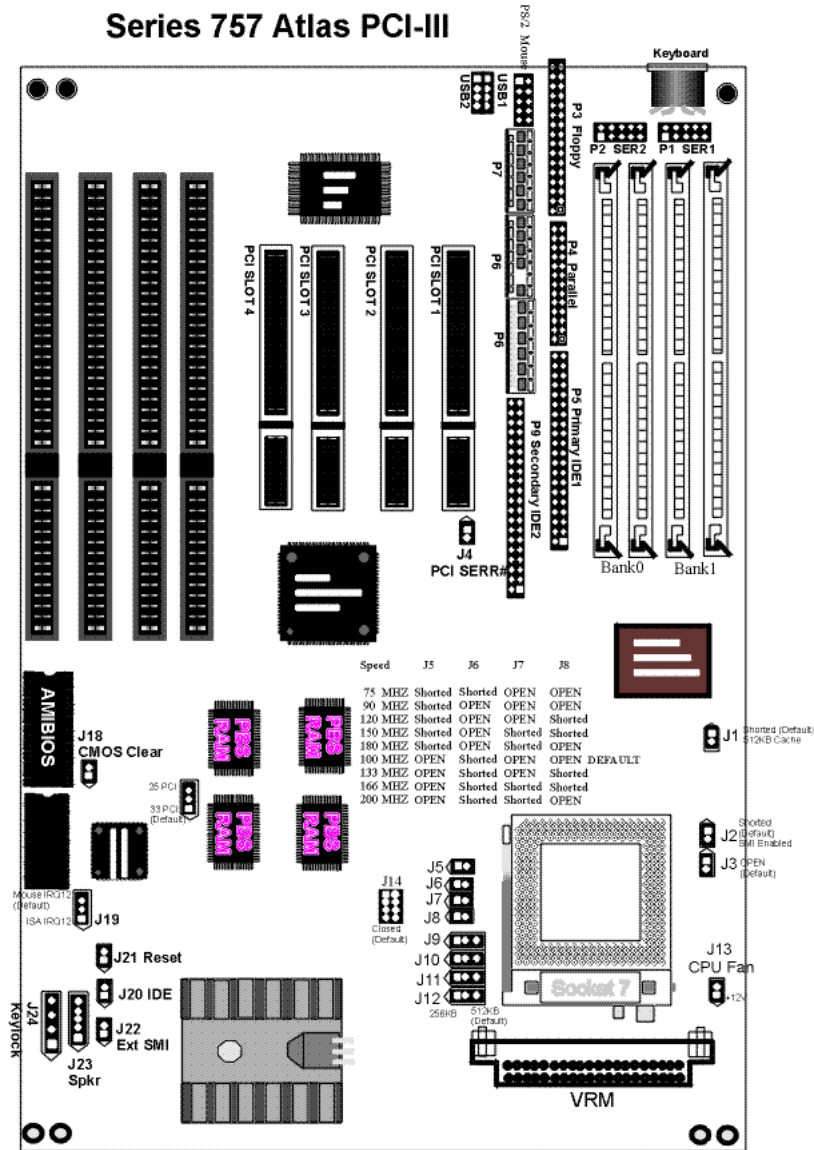 Series 757 Atlas PCI-III
PS/2 Mouse
Keyboard
USB1
USB2
P3 Floppy
P2 SER2
P1 SER1
P7
P6
P6
P4 Parallel
PCI SLOT 4
PCI SLOT 3
PCI SLOT 2
PCI SLOT 1
P5 Primary IDE1
P9 Secondary IDE2
J4
PCI SERR#
Bank0
Bank1
Speed J5 J6 J7 J8
75 MHZ Shorted Shorted OPEN OPEN
90 MHZ Shorted OPEN OPEN OPEN
120 MHZ Shorted OPEN OPEN Shorted
150 MHZ Shorted OPEN Shorted Shorted
180 MHZ Shorted OPEN Shorted OPEN
100 MHZ OPEN Shorted OPEN OPEN DEFAULT
133 MHZ OPEN Shorted OPEN Shorted
166 MHZ OPEN Shorted Shorted Shorted
200 MHZ OPEN Shorted Shorted OPEN
AMIBIOS
J18
CMOS Clear
PBS RAM
PBS RAM
PBS RAM
PBS RAM
25 PCI
33 PCI
(Default)
J1
Shorted (Default)
512KB Cache
J2
Shorted
(Default)
SMI Enabled
J3
OPEN
(Default)
Mouse IRQ12
(Default)
ISA IRQ12
J19
J14
Closed
(Default)
J5
J6
J7
J8
J9
J10
J11
J12
256KB
512KB
(Default)
Socket 7
J13
CPU Fan
+12V
J21 Reset
J20 IDE
J22
Ext SMI
J24
Keylock
J23
Spkr
VRM